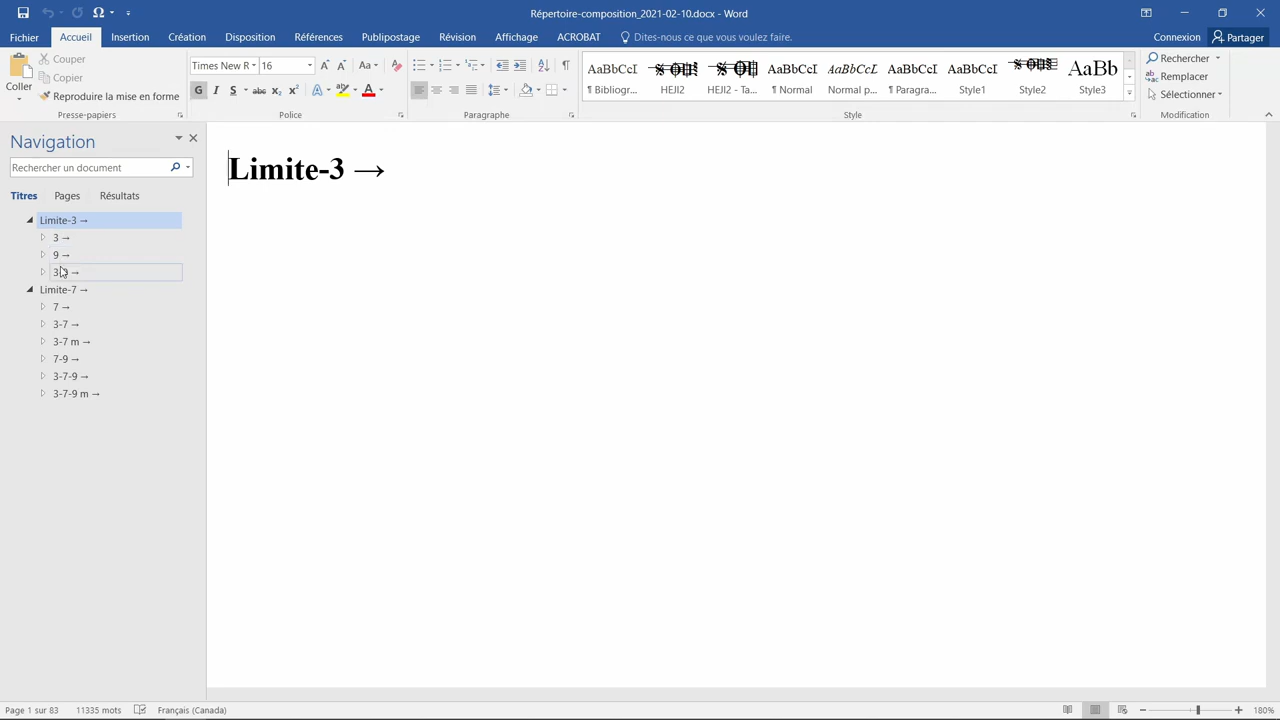 Répertoire-composition_2021-02-10.docx - Word
Fichier Accueil Insertion Création Disposition Références Publipostage Révision Affichage ACROBAT Dites-nous ce que vous voulez faire. Connexion Partager
Coller
Couper
Copier
Reproduire la mise en forme
Presse-papiers
Times New R 16
Police
Paragraphe
AaBbCcI AaBbCcI AaBbCcL AaBbCcI AaBbCcI AaBb
¶ Bibliogr... HEJI2 HEJI2 - Ta... ¶ Normal Normal p... ¶ Paragra... Style1 Style2 Style3
Style
Rechercher
Remplacer
Sélectionner
Modification
Navigation
Rechercher un document
Titres Pages Résultats
Limite-3 →
3 →
9 →
Limite-7 →
7 →
3-7 →
3-7 m →
7-9 →
3-7-9 →
3-7-9 m →
Limite-3 →
Page 1 sur 83 11335 mots Français (Canada) 180%